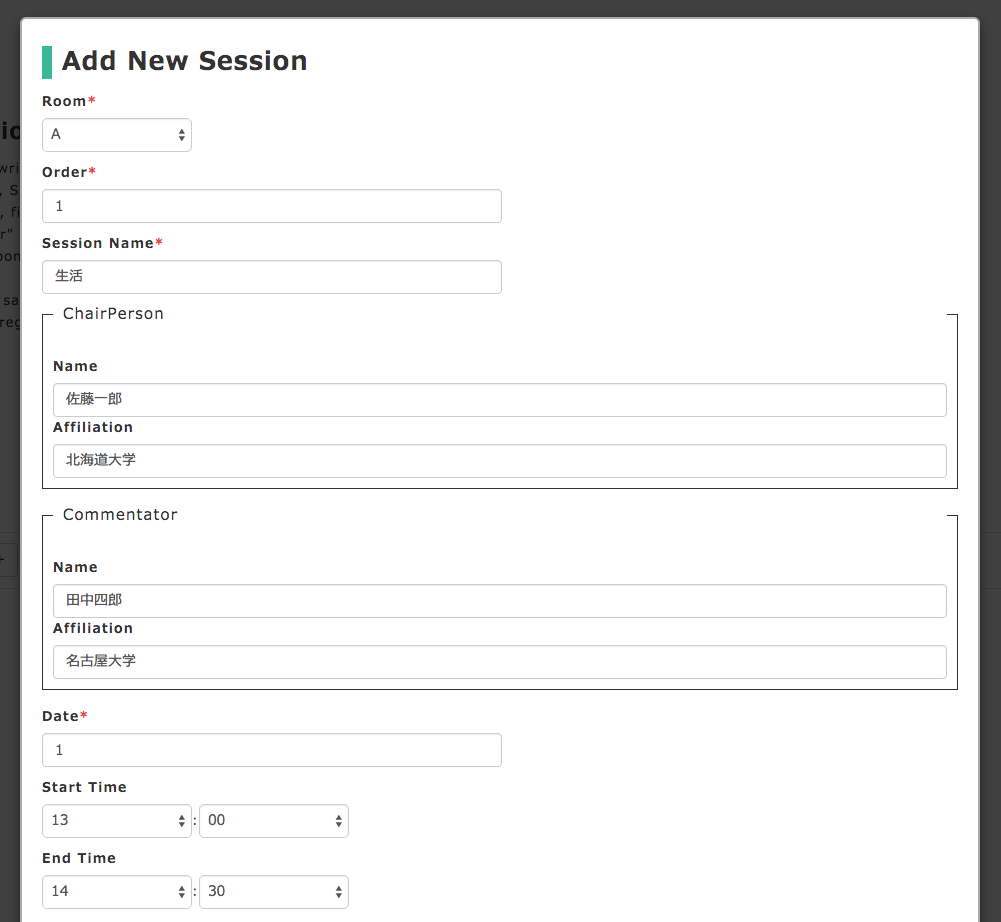 Add New Session
Room*
A
Order*
1
Session Name*
生活
ChairPerson
Name
佐藤一郎
Affiliation
北海道大学
Commentator
Name
田中四郎
Affiliation
名古屋大学
Date*
1
Start Time
13 : 00
End Time
14 : 30